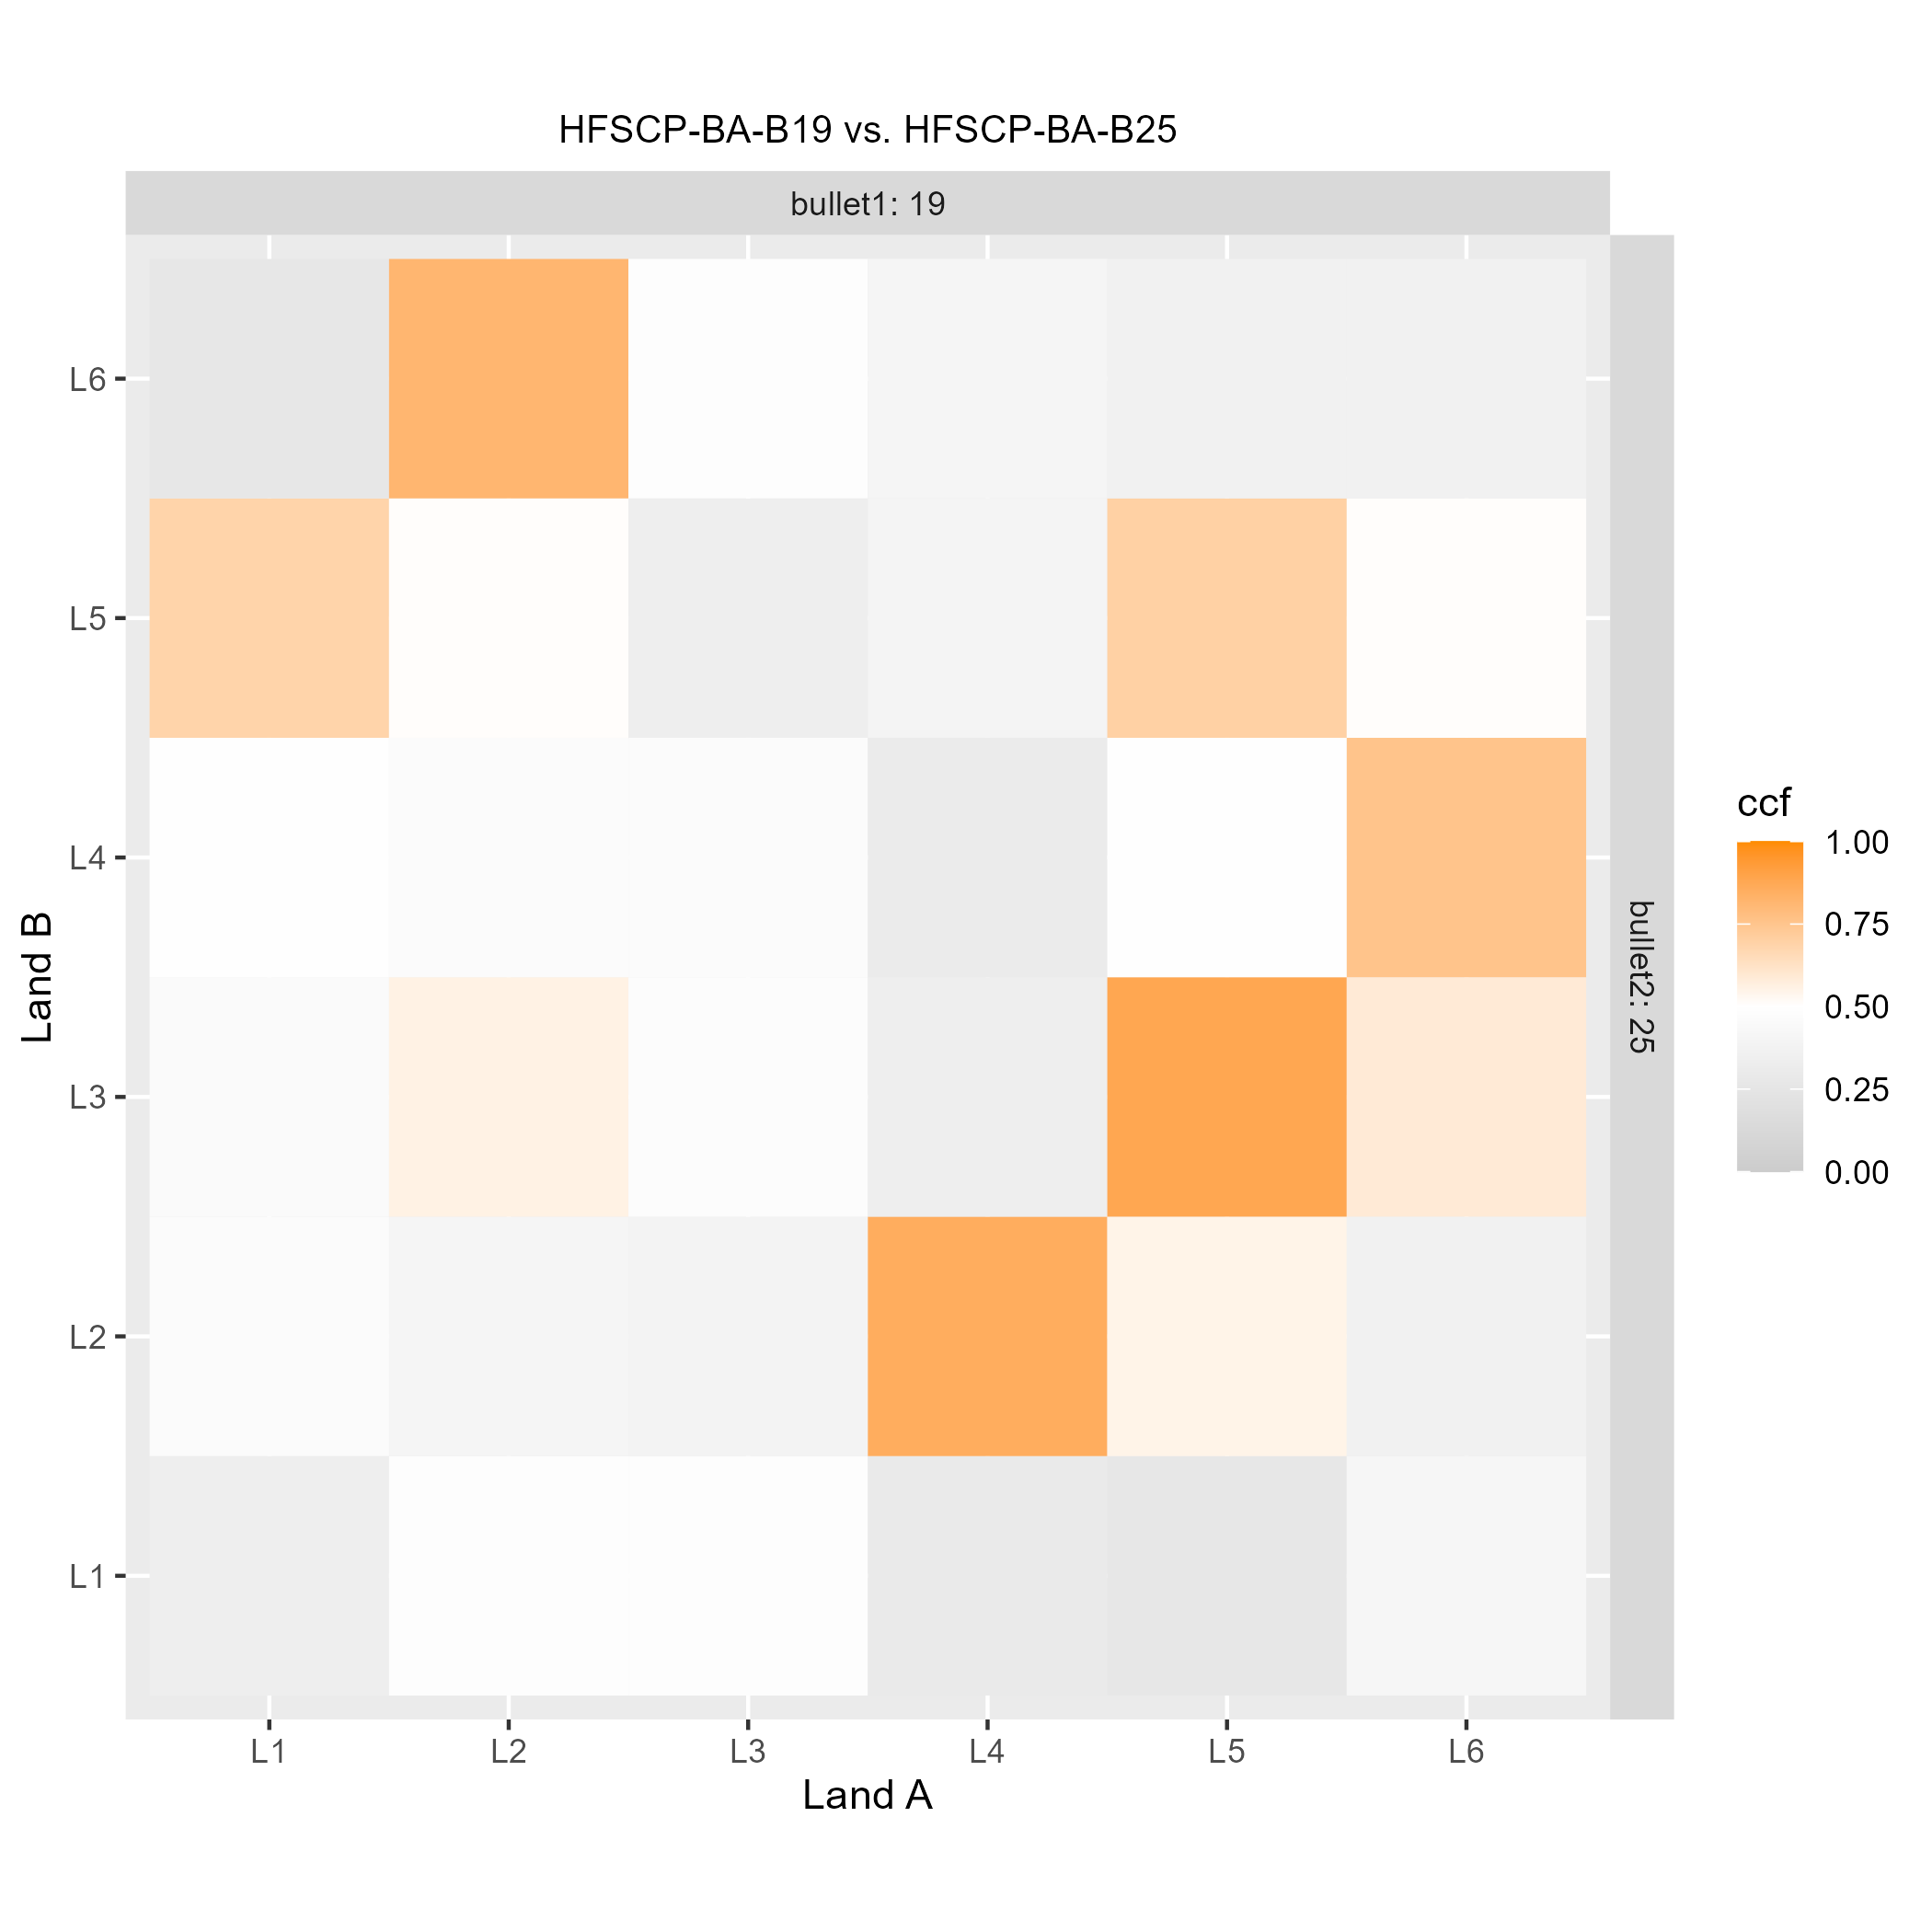 HFSCP-BA-B19 vs. HFSCP-BA-B25
bullet1: 19
bullet2: 25
Land B
L6
L5
L4
L3
L2
L1
L1 L2 L3 L4 L5 L6
Land A
ccf
1.00
0.75
0.50
0.25
0.00